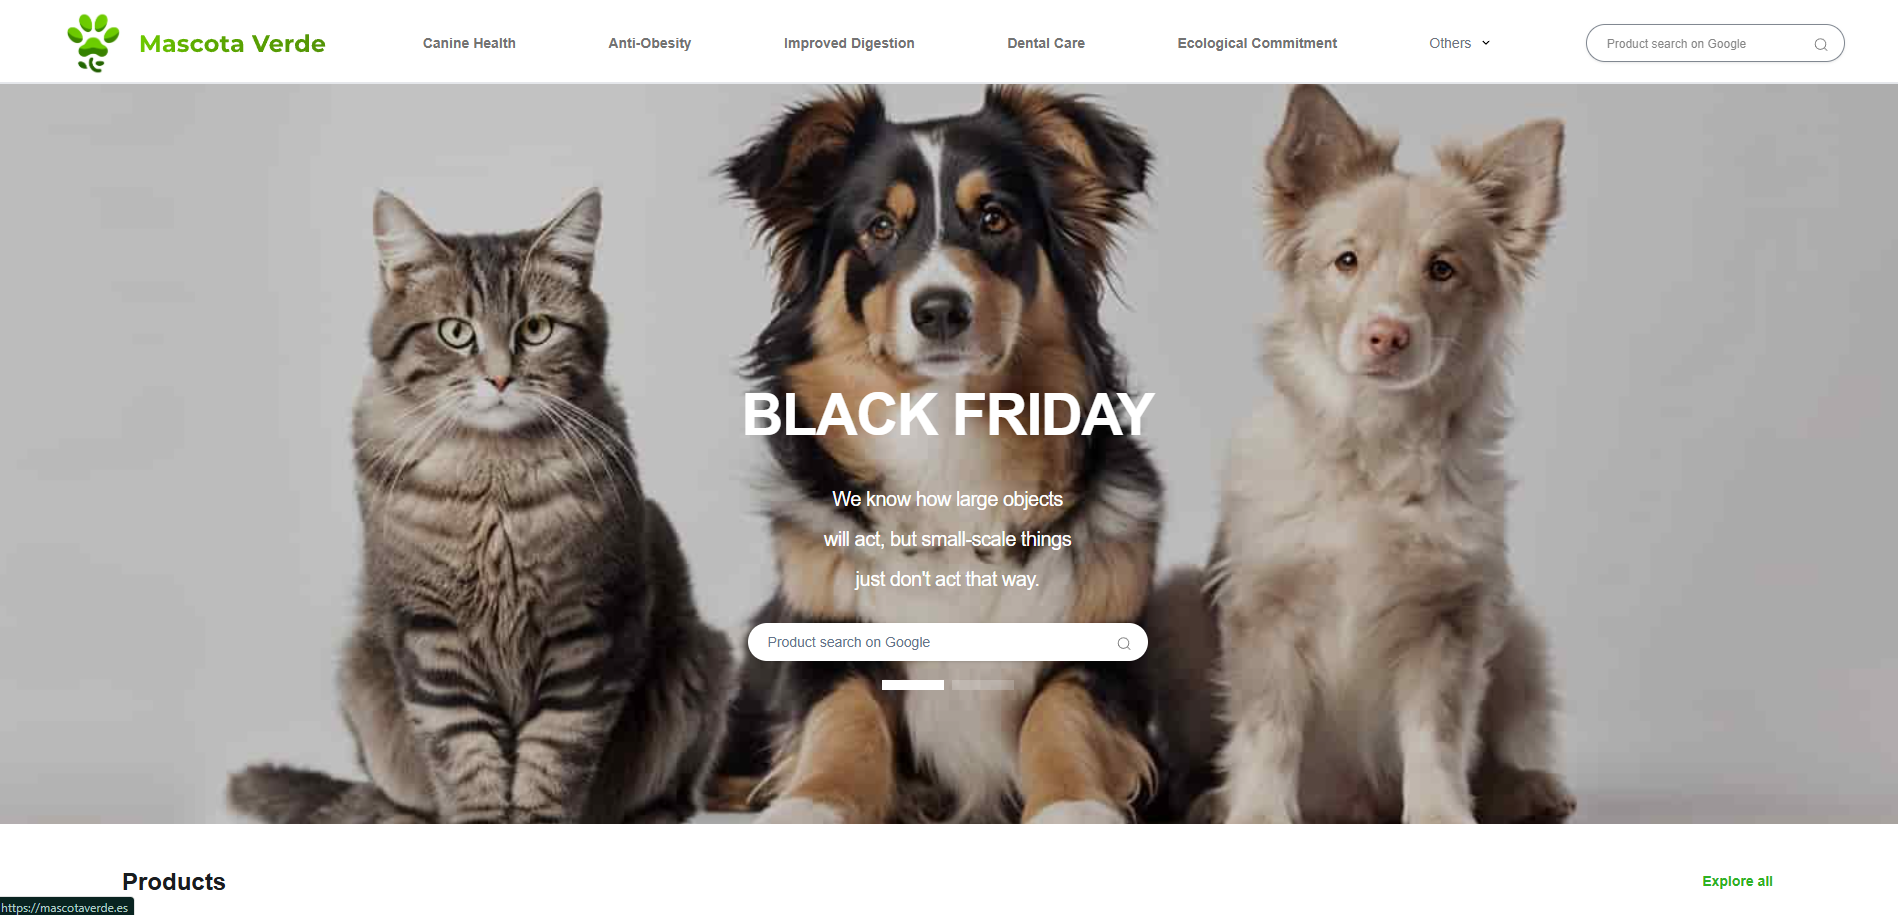 Mascota Verde
Canine Health
Anti-Obesity
Improved Digestion
Dental Care
Ecological Commitment
Others
Product search on Google
BLACK FRIDAY
We know how large objects
will act, but small-scale things
just don't act that way.
Product search on Google
Products
Explore all
https://mascotaverde.es